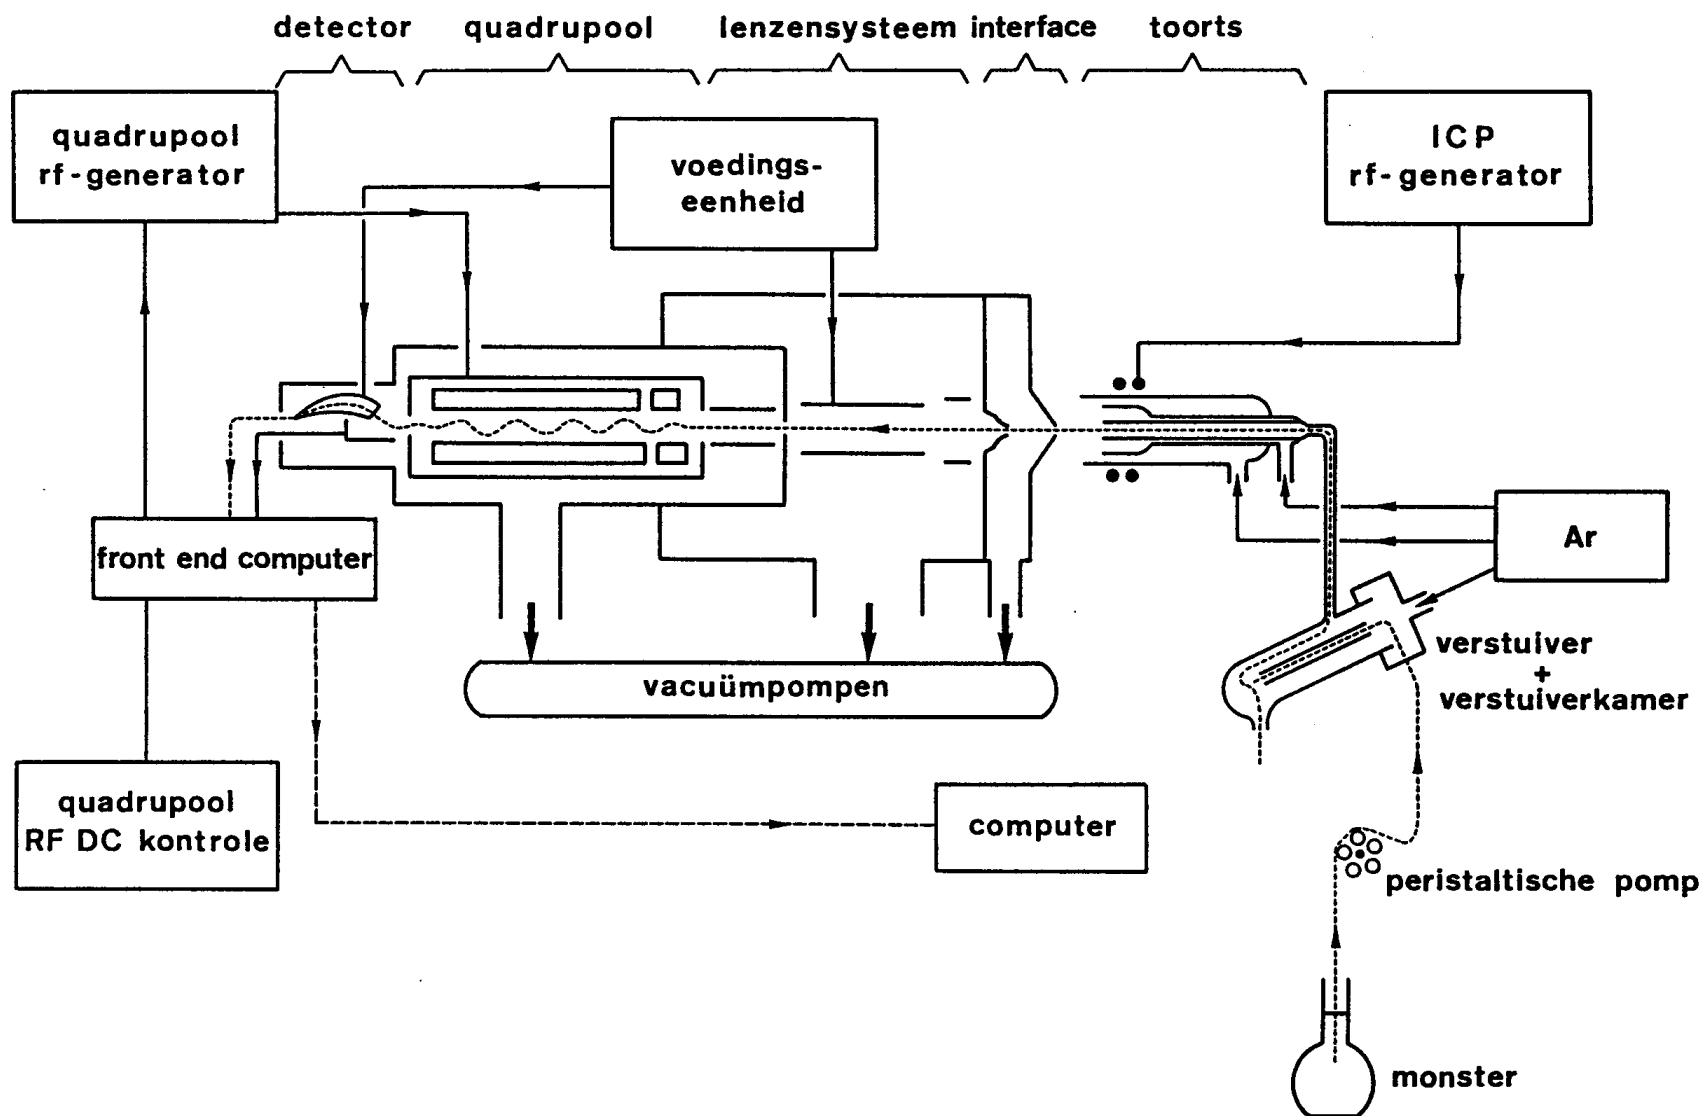 detector quadrupool lenzensysteem interface toorts
quadrupool
rf-generator
voedings-
eenheid
ICP
rf-generator
front end computer
Ar
verstuiver
+
verstuiverkamer
vacuümpompen
quadrupool
RF DC kontrole
computer
peristaltische pomp
monster